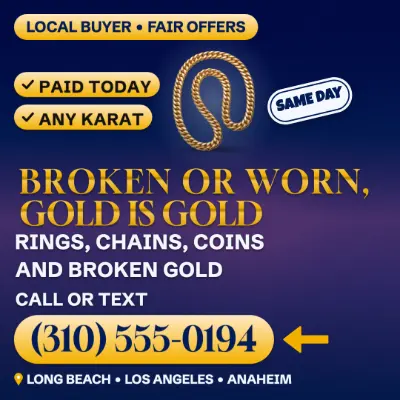 LOCAL BUYER • FAIR OFFERS
✓ PAID TODAY
✓ ANY KARAT
SAME DAY
BROKEN OR WORN,
GOLD IS GOLD
RINGS, CHAINS, COINS
AND BROKEN GOLD
CALL OR TEXT
(310) 555-0194
LONG BEACH • LOS ANGELES • ANAHEIM